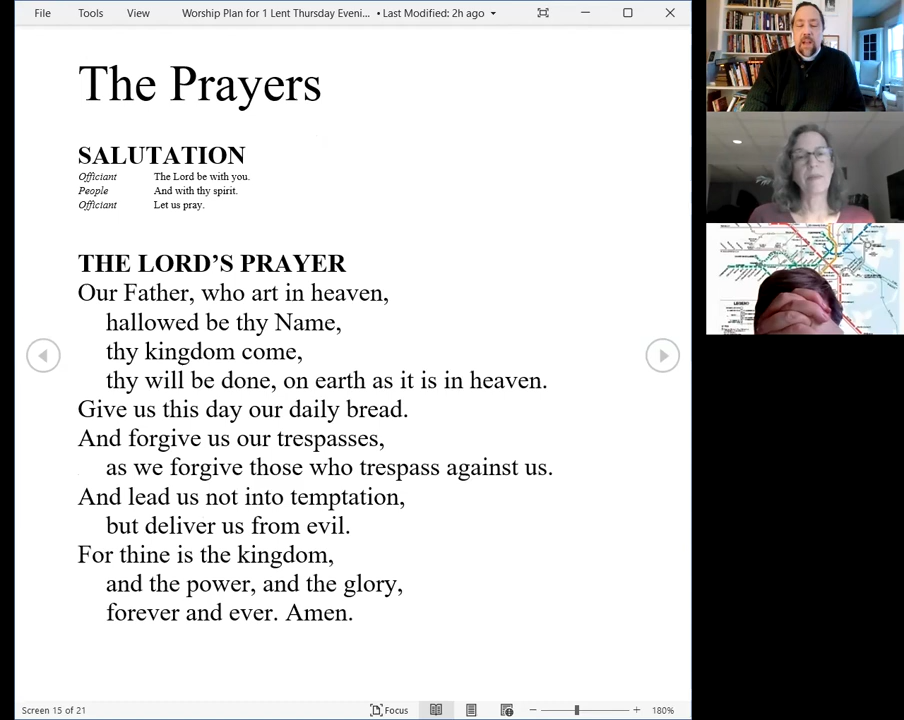 File Tools View Worship Plan for 1 Lent Thursday Eveni... • Last Modified: 2h ago
The Prayers
SALUTATION
Officiant The Lord be with you.
People And with thy spirit.
Officiant Let us pray.
THE LORD’S PRAYER
Our Father, who art in heaven,
hallowed be thy Name,
thy kingdom come,
thy will be done, on earth as it is in heaven.
Give us this day our daily bread.
And forgive us our trespasses,
as we forgive those who trespass against us.
And lead us not into temptation,
but deliver us from evil.
For thine is the kingdom,
and the power, and the glory,
forever and ever. Amen.
Screen 15 of 21 Focus 180%
LEGEND